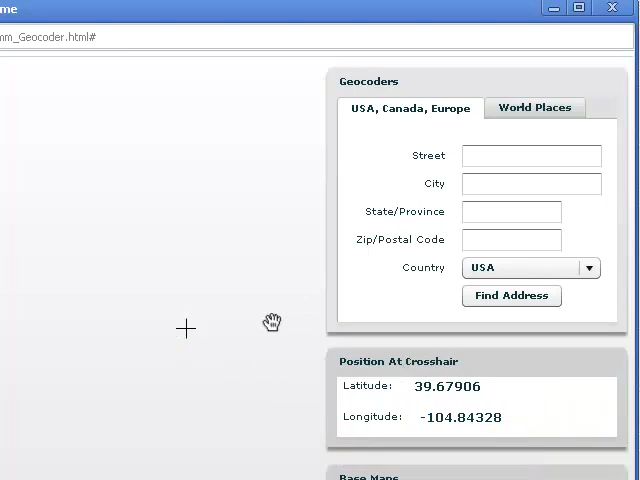 me
mm_Geocoder.html#
Geocoders
USA, Canada, Europe
World Places
Street
City
State/Province
Zip/Postal Code
Country USA
Find Address
Position At Crosshair
Latitude: 39.67906
Longitude: -104.84328
Base Maps